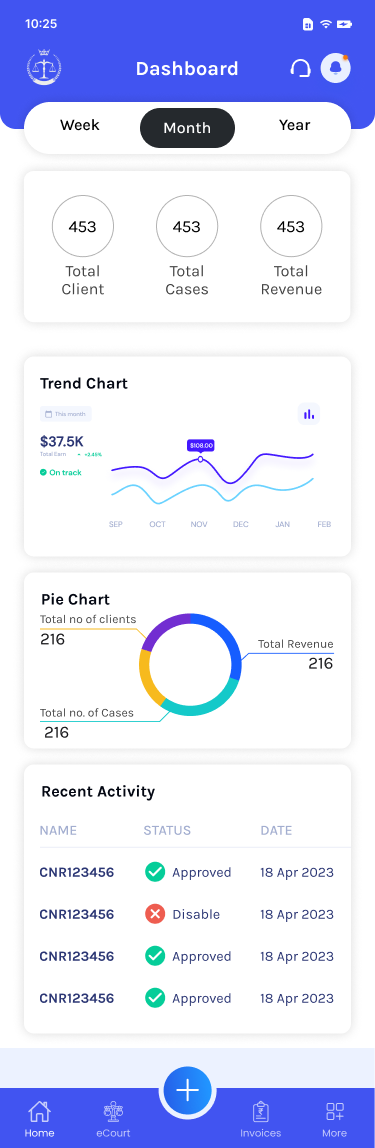 10:25
Dashboard
Week
Month
Year
453
453
453
Total
Client
Total
Cases
Total
Revenue
Trend Chart
This month
$37.5K
Total Earn
+2.45%
On track
$108.00
SEP
OCT
NOV
DEC
JAN
FEB
Pie Chart
Total no of clients
216
Total Revenue
216
Total no. of Cases
216
Recent Activity
NAME
STATUS
DATE
CNR123456
Approved
18 Apr 2023
CNR123456
Disable
18 Apr 2023
CNR123456
Approved
18 Apr 2023
CNR123456
Approved
18 Apr 2023
Home
eCourt
Invoices
More